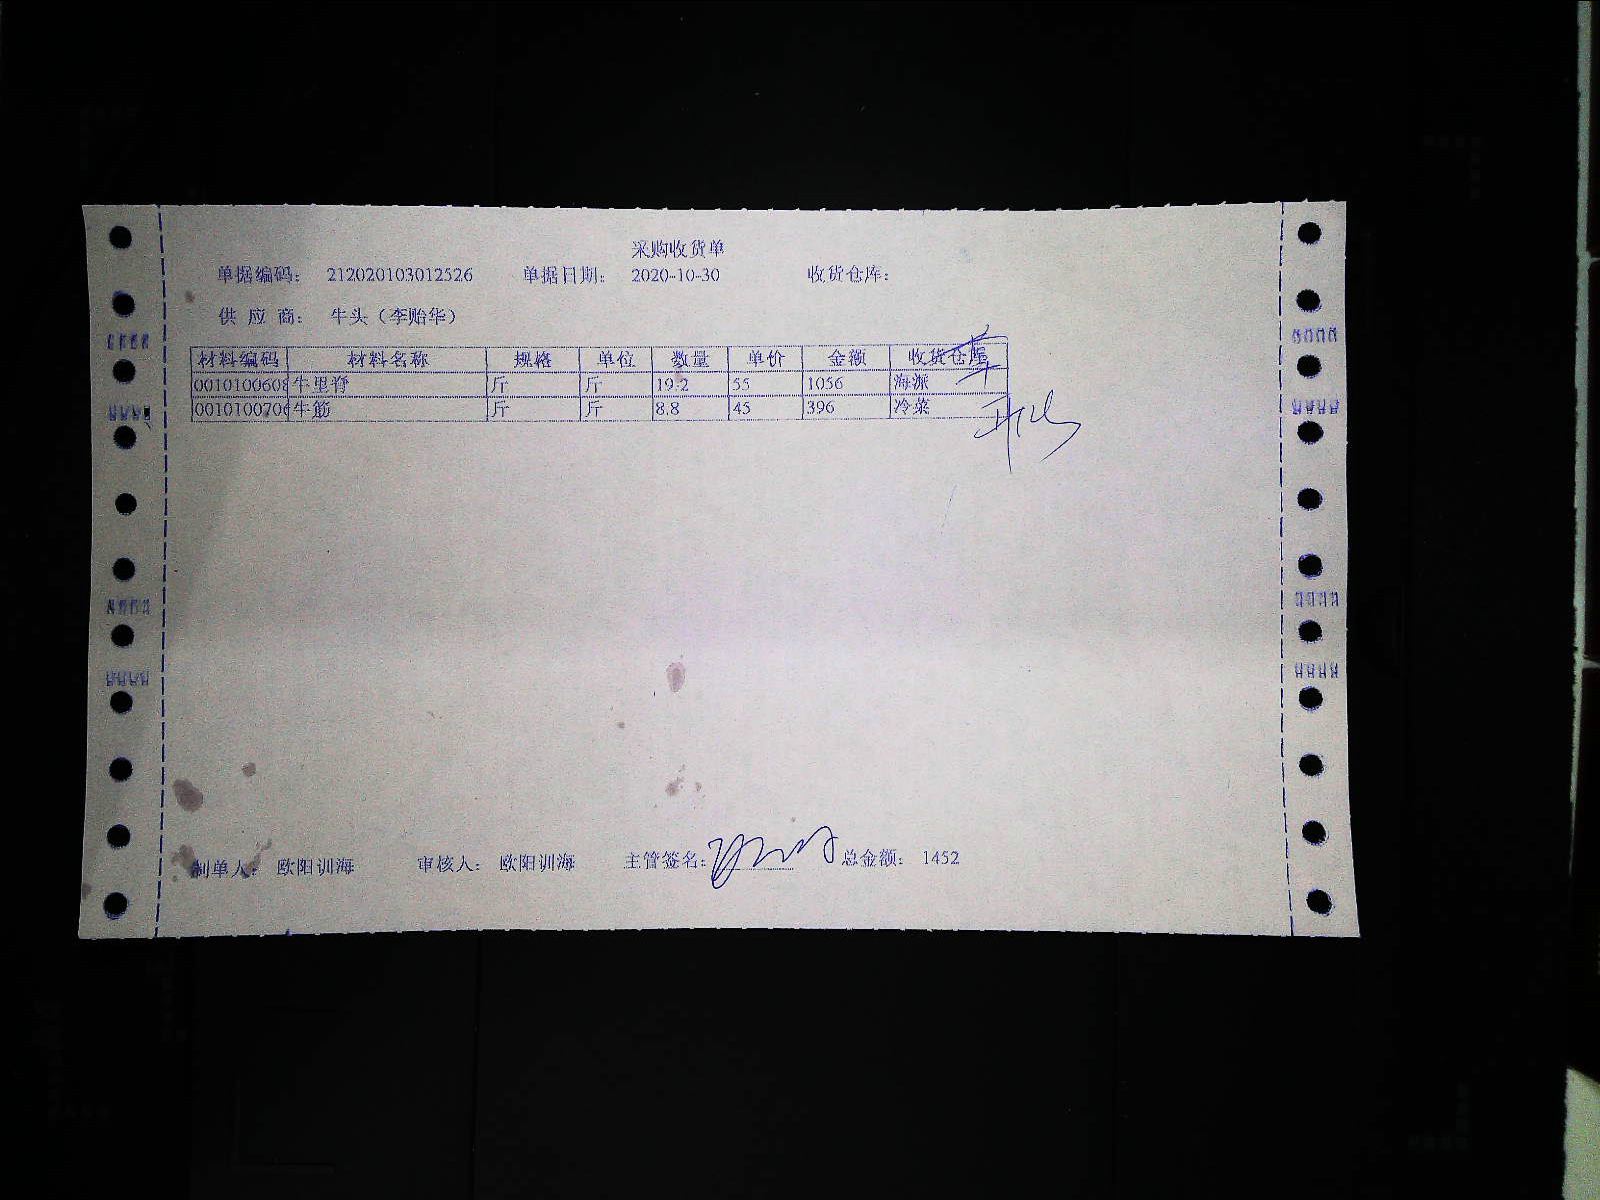 采购收货单
单据编码: 212020103012526 单据日期: 2020-10-30 收货仓库:
供应商: 牛头（李贻华）
材料编码 材料名称 规格 单位 数量 单价 金额 收货仓库
0010100608 牛里脊 斤 斤 19.2 55 1056 海派
0010100706 牛筋 斤 斤 8.8 45 396 冷菜
制单人: 欧阳训海 审核人: 欧阳训海 主管签名: 总金额: 1452